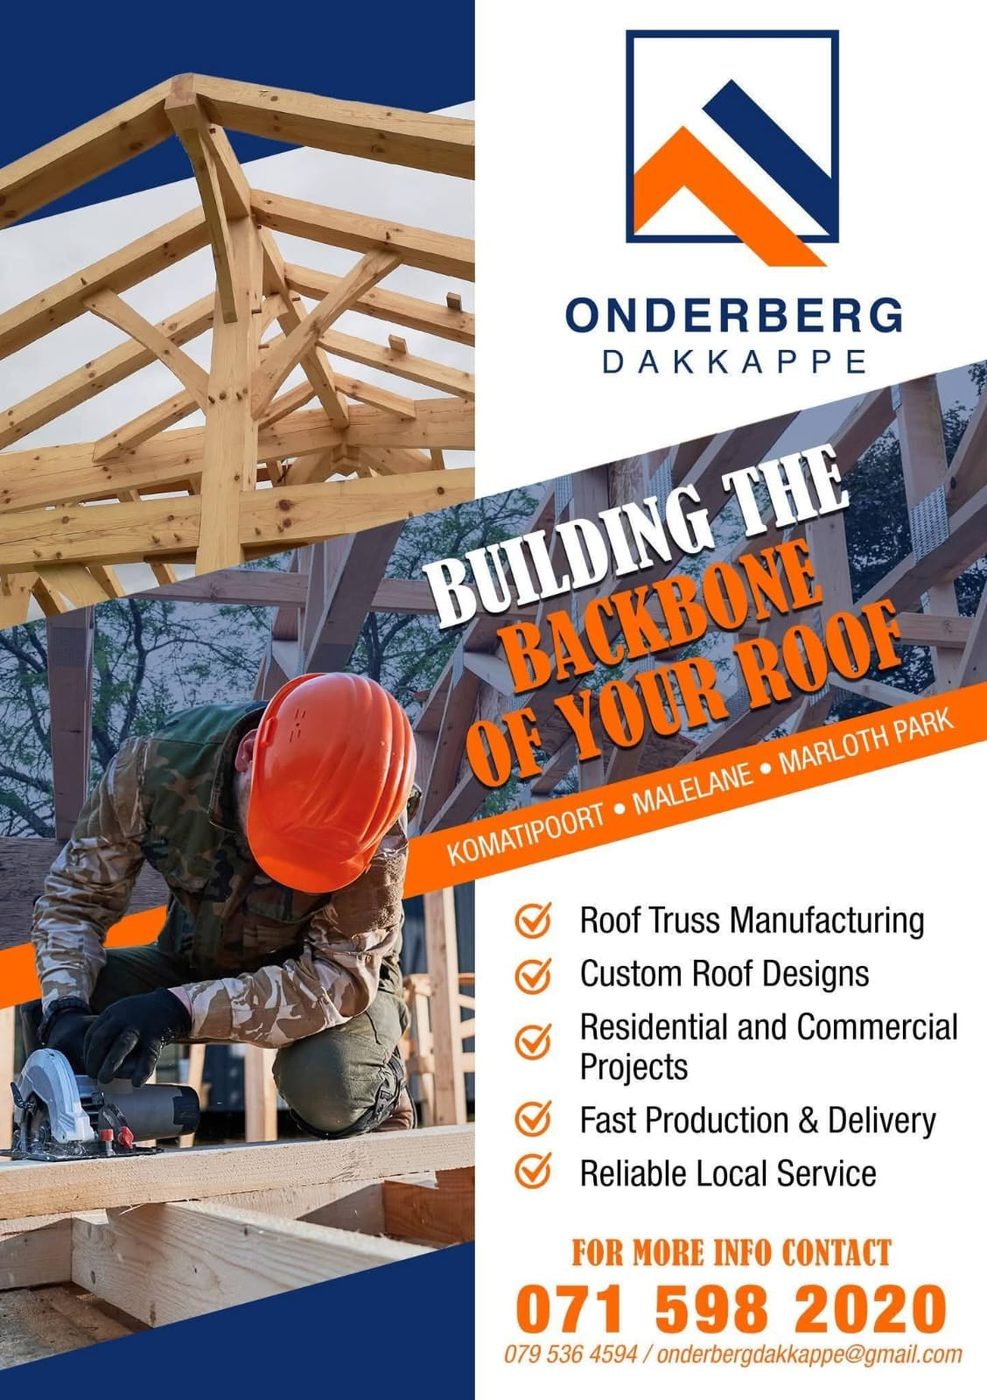 ONDERBERG
DAKKAPPE
BUILDING THE
BACKBONE
OF YOUR ROOF
KOMATIPOORT • MALELANE • MARLOTH PARK
Roof Truss Manufacturing
Custom Roof Designs
Residential and Commercial
Projects
Fast Production & Delivery
Reliable Local Service
FOR MORE INFO CONTACT
071 598 2020
079 536 4594 / onderbergdakkappe@gmail.com